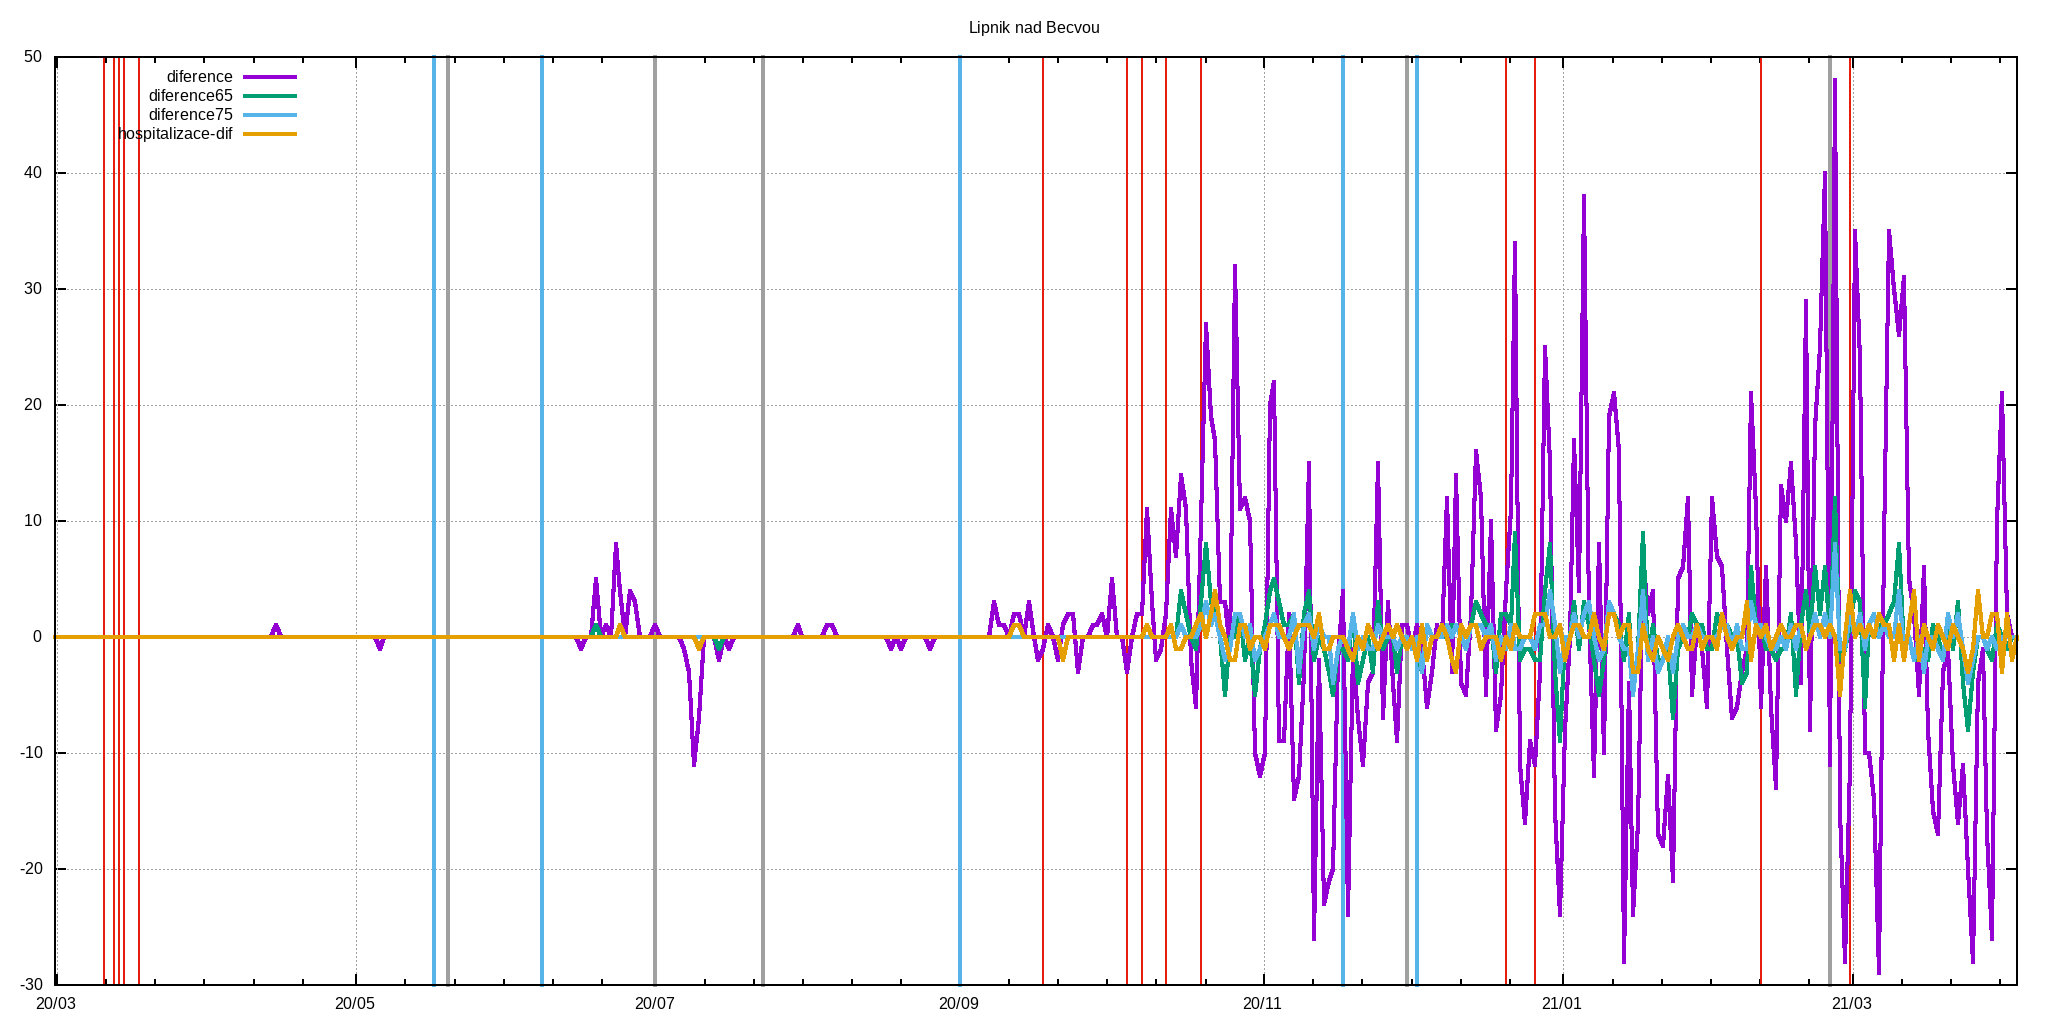 Lipnik nad Becvou
50
diference
diference65
diference75
hospitalizace-dif
40
30
20
10
0
-10
-20
-30
20/03 20/05 20/07 20/09 20/11 21/01 21/03